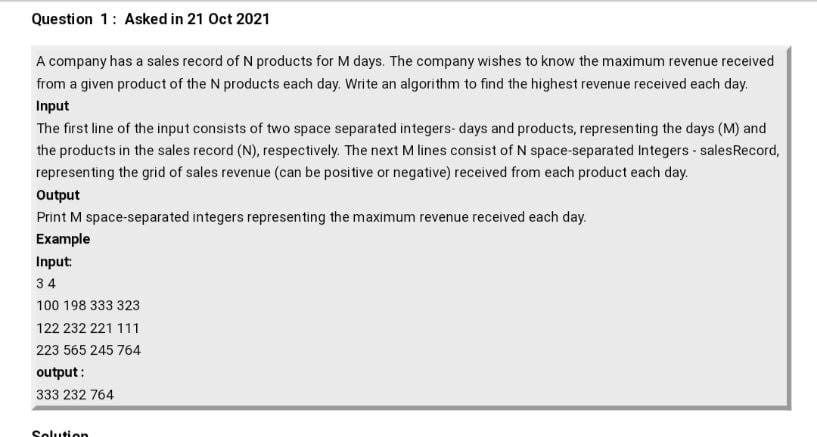 Question 1 : Asked in 21 Oct 2021
A company has a sales record of N products for M days. The company wishes to know the maximum revenue received
from a given product of the N products each day. Write an algorithm to find the highest revenue received each day.
Input
The first line of the input consists of two space separated integers- days and products, representing the days (M) and
the products in the sales record (N), respectively. The next M lines consist of N space-separated Integers - salesRecord,
representing the grid of sales revenue (can be positive or negative) received from each product each day.
Output
Print M space-separated integers representing the maximum revenue received each day.
Example
Input:
3 4
100 198 333 323
122 232 221 111
223 565 245 764
output :
333 232 764
Solution